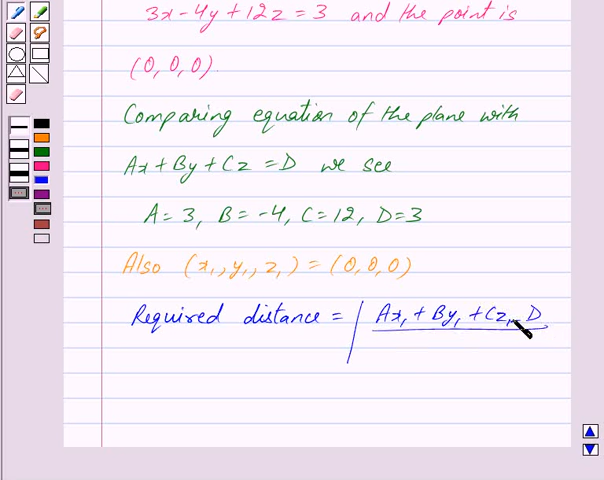 3x - 4y + 12z = 3 and the point is
(0, 0, 0).
Comparing equation of the plane with
Ax + By + Cz = D we see
A = 3, B = -4, C = 12, D = 3
Also (x₁, y₁, z₁) = (0, 0, 0)
Required distance = | Ax₁ + By₁ + Cz₁ - D